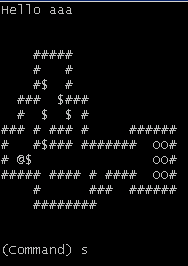 Hello aaa
    #####
    #   #
    #$  #
  ###  $###
  #  $  $ #
### # ### #     ######
#   #$### #######  OO#
# @$               OO#
##### #### # ####  OO#
    #      ###  ######
    ########
(Command) s